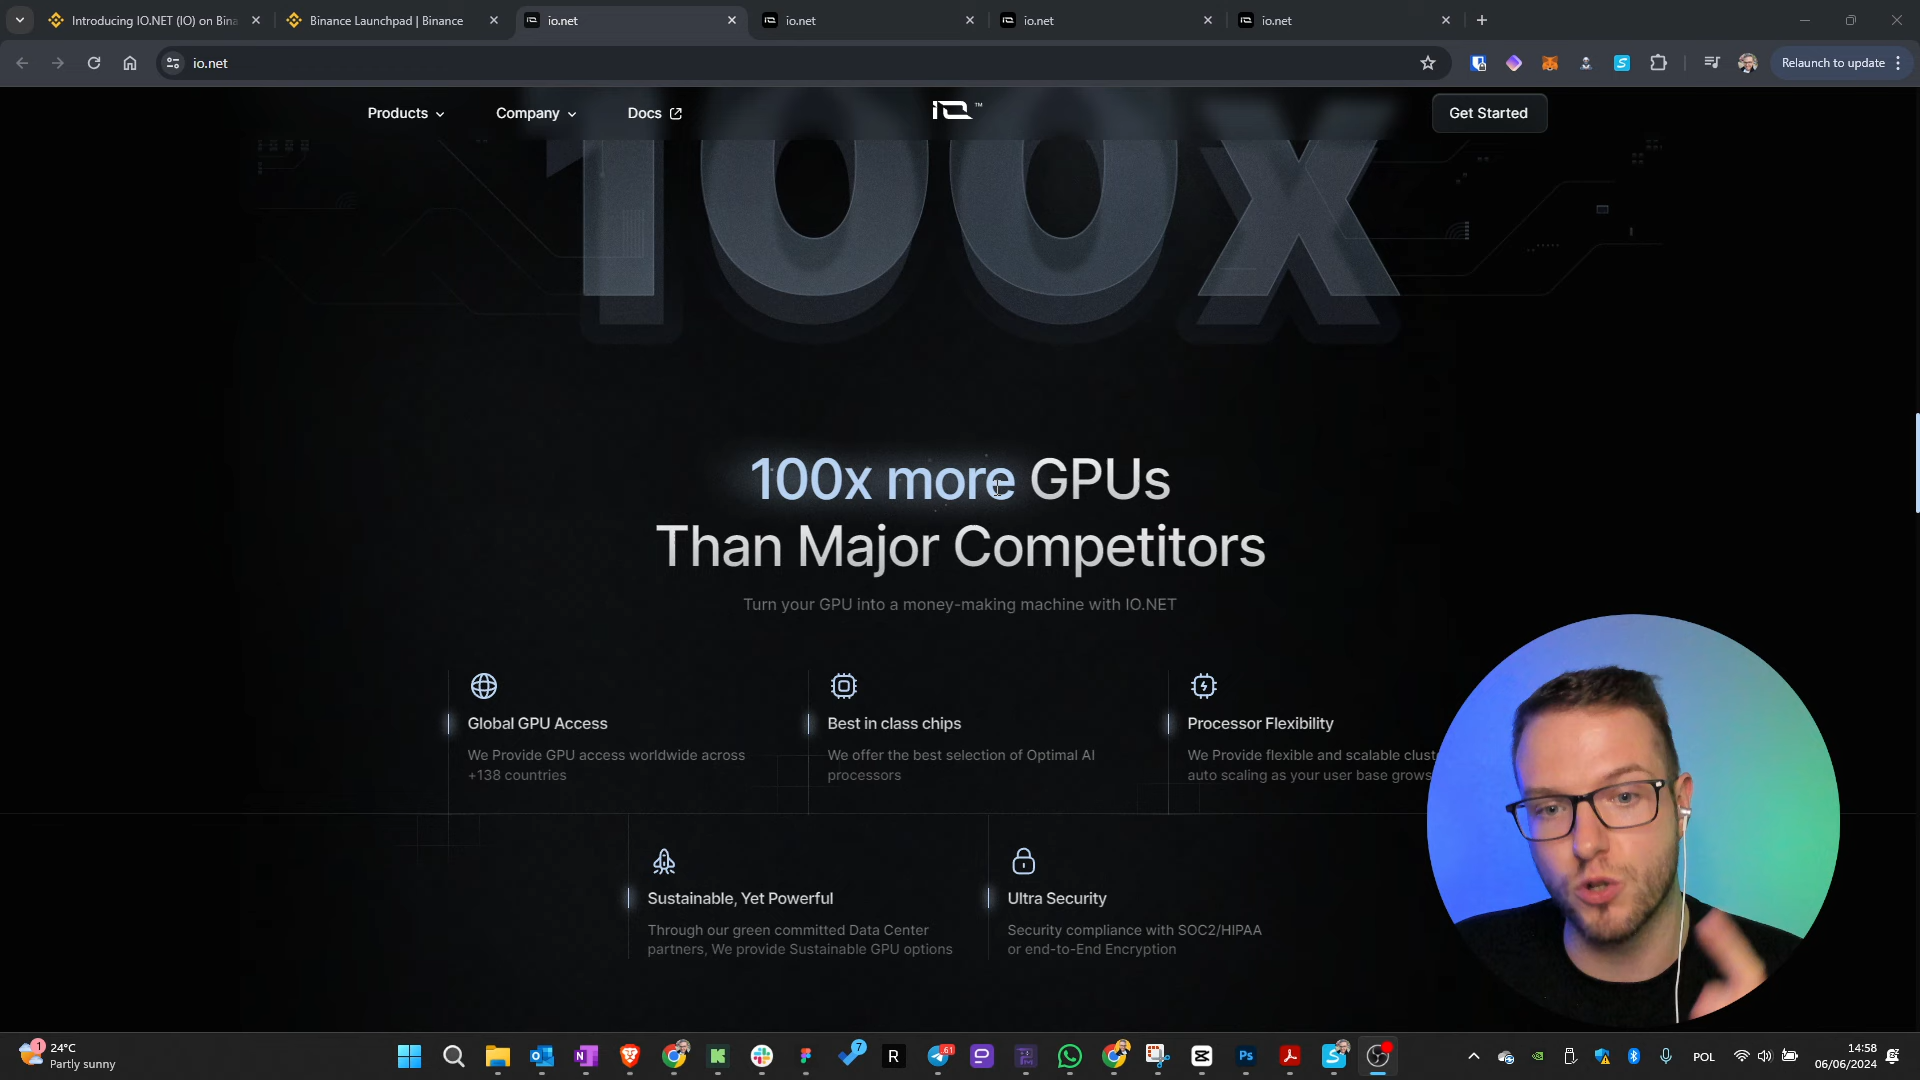 Introducing IO.NET (IO) on Bina
Binance Launchpad | Binance
io.net
io.net
io.net
io.net
io.net
Relaunch to update
Products
Company
Docs
IO ™
Get Started
100x
100x more GPUs
Than Major Competitors
Turn your GPU into a money-making machine with IO.NET
Global GPU Access
We Provide GPU access worldwide across
+138 countries
Best in class chips
We offer the best selection of Optimal AI
processors
Processor Flexibility
We Provide flexible and scalable clust
auto scaling as your user base grows
Sustainable, Yet Powerful
Through our green committed Data Center
partners, We provide Sustainable GPU options
Ultra Security
Security compliance with SOC2/HIPAA
or end-to-End Encryption
1
24°C
Partly sunny
7
R
61
POL
14:58
06/06/2024